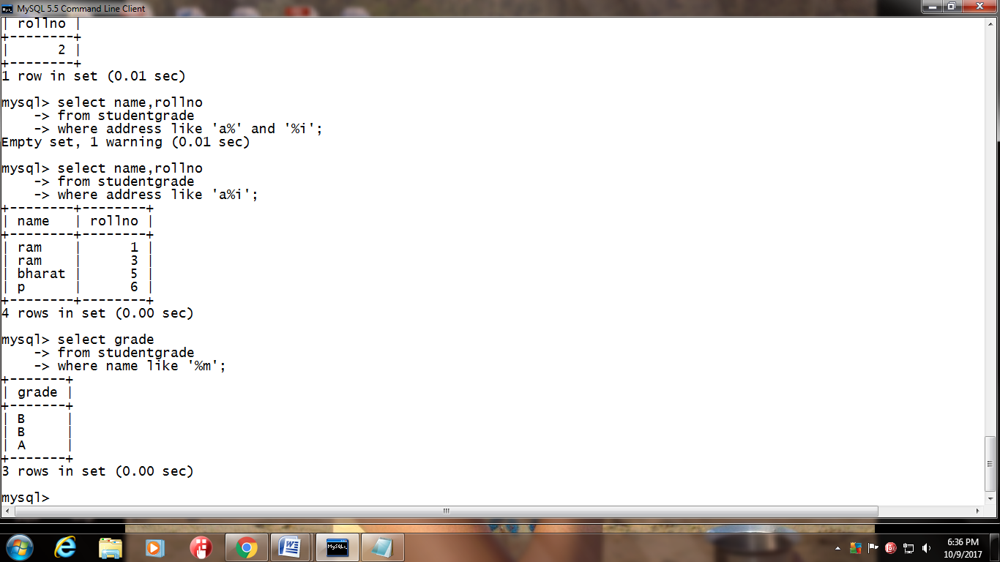 MySQL 5.5 Command Line Client
| rollno |
+--------+
|      2 |
+--------+
1 row in set (0.01 sec)
mysql> select name,rollno
    -> from studentgrade
    -> where address like 'a%' and '%i';
Empty set, 1 warning (0.01 sec)
mysql> select name,rollno
    -> from studentgrade
    -> where address like 'a%i';
+--------+--------+
| name   | rollno |
+--------+--------+
| ram    |      1 |
| ram    |      3 |
| bharat |      5 |
| p      |      6 |
+--------+--------+
4 rows in set (0.00 sec)
mysql> select grade
    -> from studentgrade
    -> where name like '%m';
+-------+
| grade |
+-------+
| B     |
| B     |
| A     |
+-------+
3 rows in set (0.00 sec)
mysql>
6:36 PM
10/9/2017